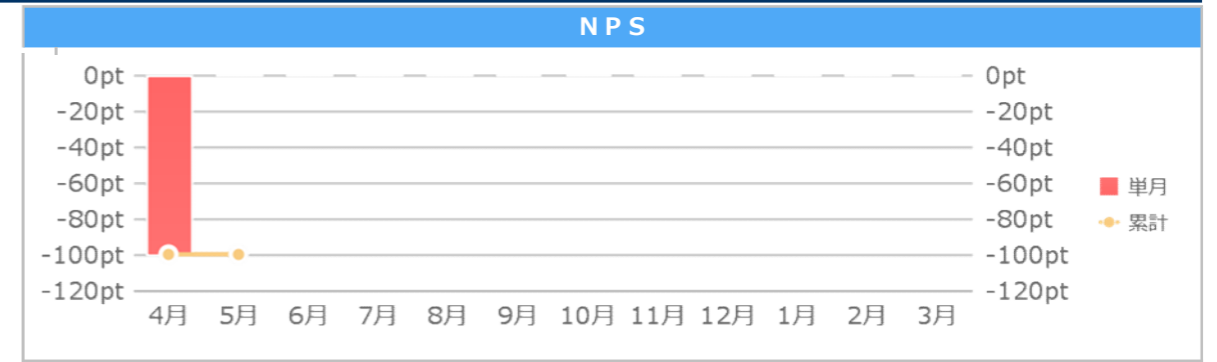 NPS
0pt 0pt
-20pt -20pt
-40pt -40pt
-60pt -60pt
単月
-80pt -80pt
累計
-100pt -100pt
-120pt -120pt
4月 5月 6月 7月 8月 9月 10月 11月 12月 1月 2月 3月